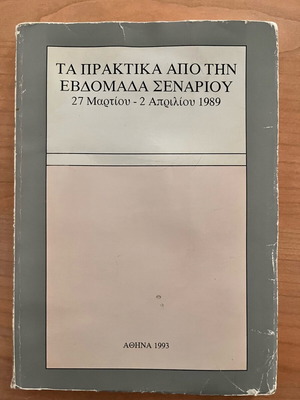 ΤΑ ΠΡΑΚΤΙΚΑ ΑΠΟ ΤΗΝ
ΕΒΔΟΜΑΔΑ ΣΕΝΑΡΙΟΥ
27 Μαρτίου - 2 Απριλίου 1989
ΑΘΗΝΑ 1993